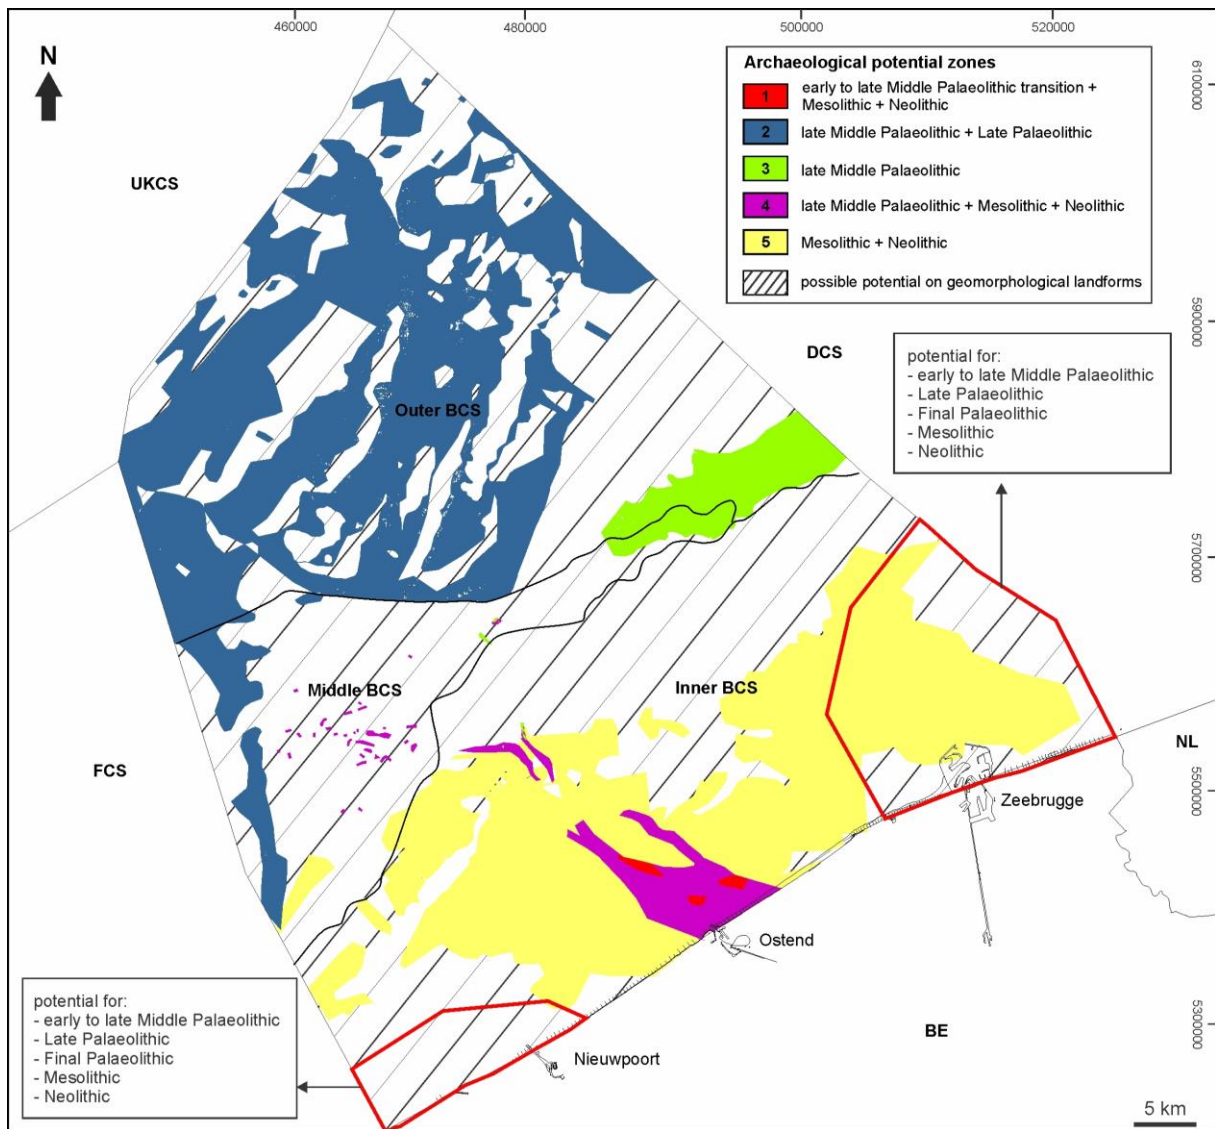 460000
480000
500000
520000
N
Archaeological potential zones
1 early to late Middle Palaeolithic transition +
Mesolithic + Neolithic
2 late Middle Palaeolithic + Late Palaeolithic
3 late Middle Palaeolithic
4 late Middle Palaeolithic + Mesolithic + Neolithic
5 Mesolithic + Neolithic
possible potential on geomorphological landforms
6100000
UKCS
5900000
DCS
potential for:
- early to late Middle Palaeolithic
- Late Palaeolithic
- Final Palaeolithic
- Mesolithic
- Neolithic
Outer BCS
5700000
Middle BCS
Inner BCS
NL
FCS
5500000
Zeebrugge
Ostend
potential for:
- early to late Middle Palaeolithic
- Late Palaeolithic
- Final Palaeolithic
- Mesolithic
- Neolithic
5300000
BE
Nieuwpoort
5 km